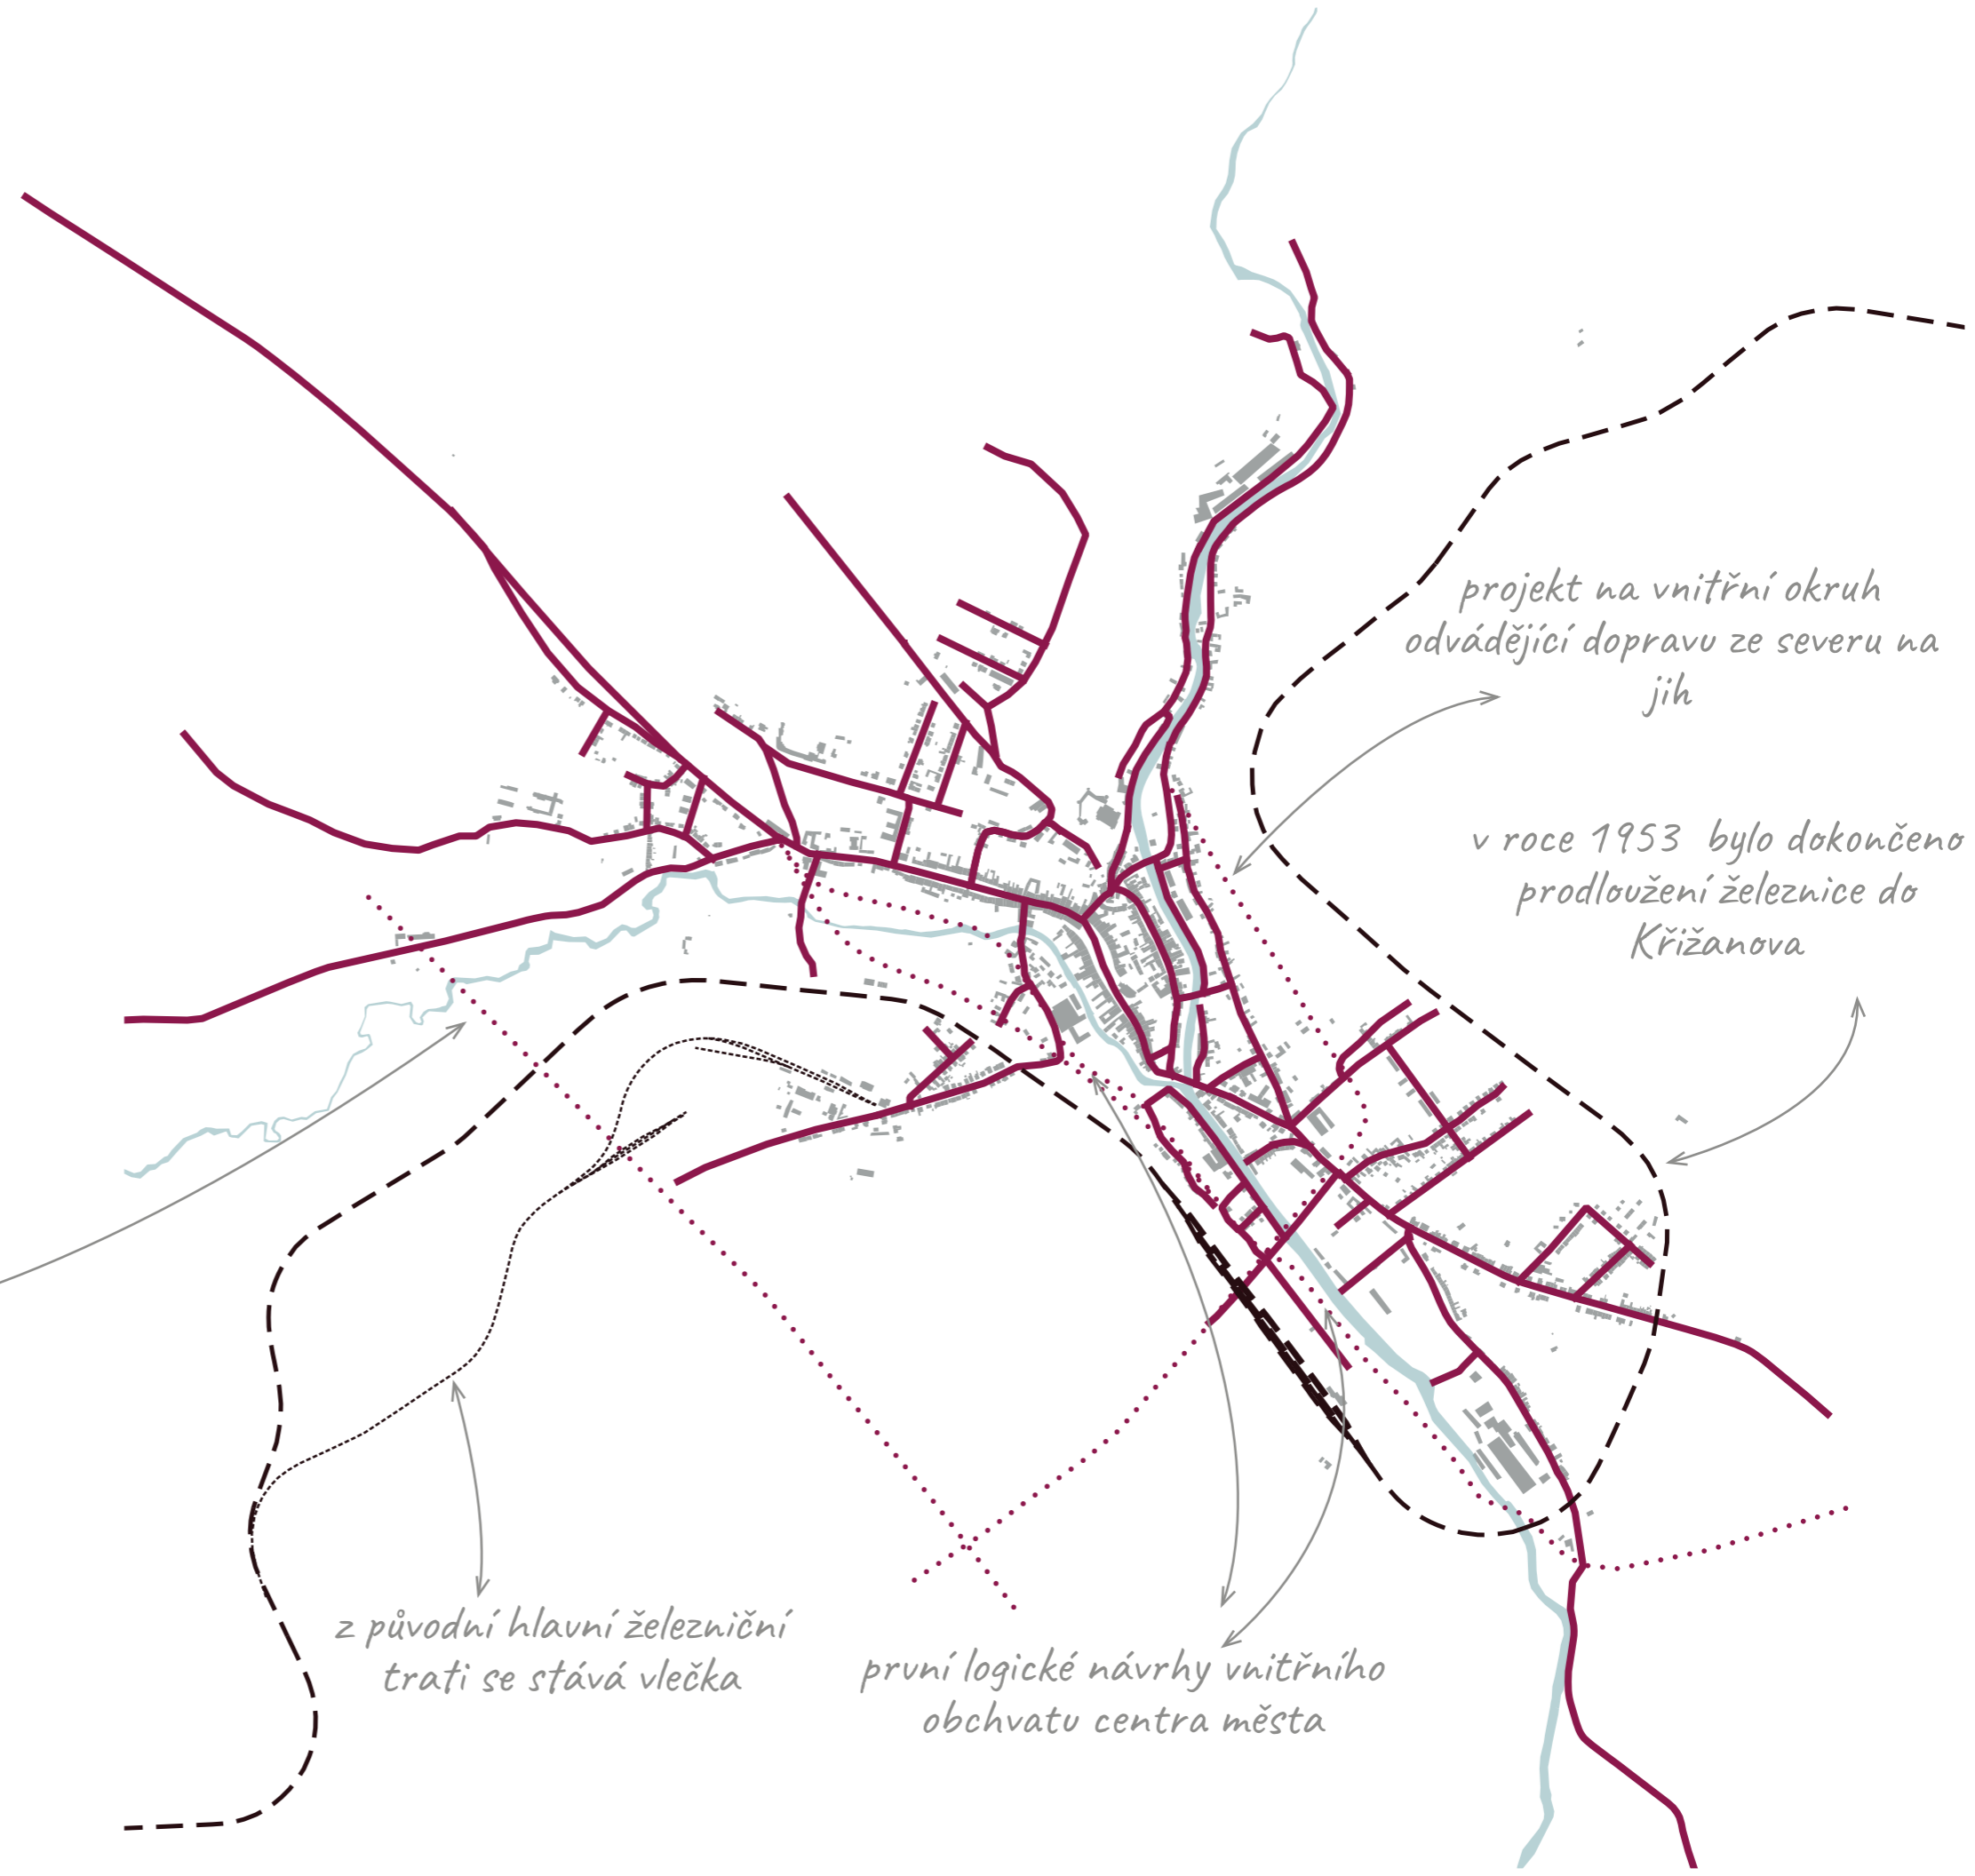 projekt na vnitřní okruh
odvádějící dopravu ze severu na
jih
v roce 1953 bylo dokončeno
prodloužení železnice do
Křižanova
z původní hlavní železniční
trati se stává vlečka
první logické návrhy vnitřního
obchvatu centra města